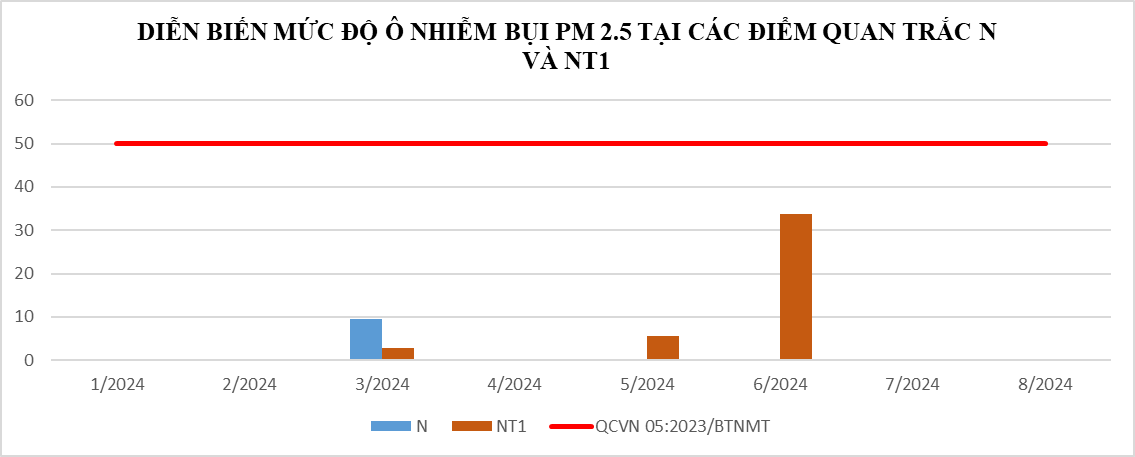 DIỄN BIẾN MỨC ĐỘ Ô NHIỄM BỤI PM 2.5 TẠI CÁC ĐIỂM QUAN TRẮC N
VÀ NT1
60
50
40
30
20
10
0
1/2024 2/2024 3/2024 4/2024 5/2024 6/2024 7/2024 8/2024
N NT1 QCVN 05:2023/BTNMT